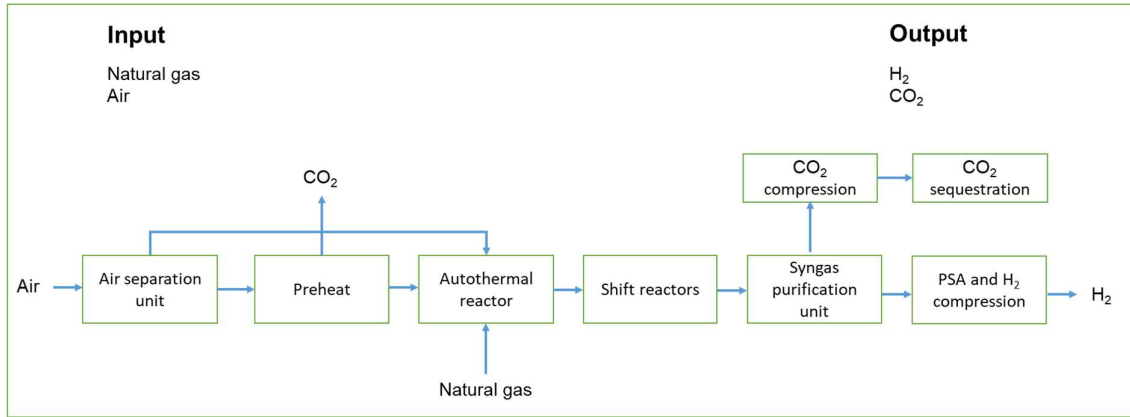 Input
Output
Natural gas
Air
H₂
CO₂
CO₂
compression
CO₂
sequestration
CO₂
Air
Air separation
unit
Preheat
Autothermal
reactor
Shift reactors
Syngas
purification
unit
PSA and H₂
compression
H₂
Natural gas